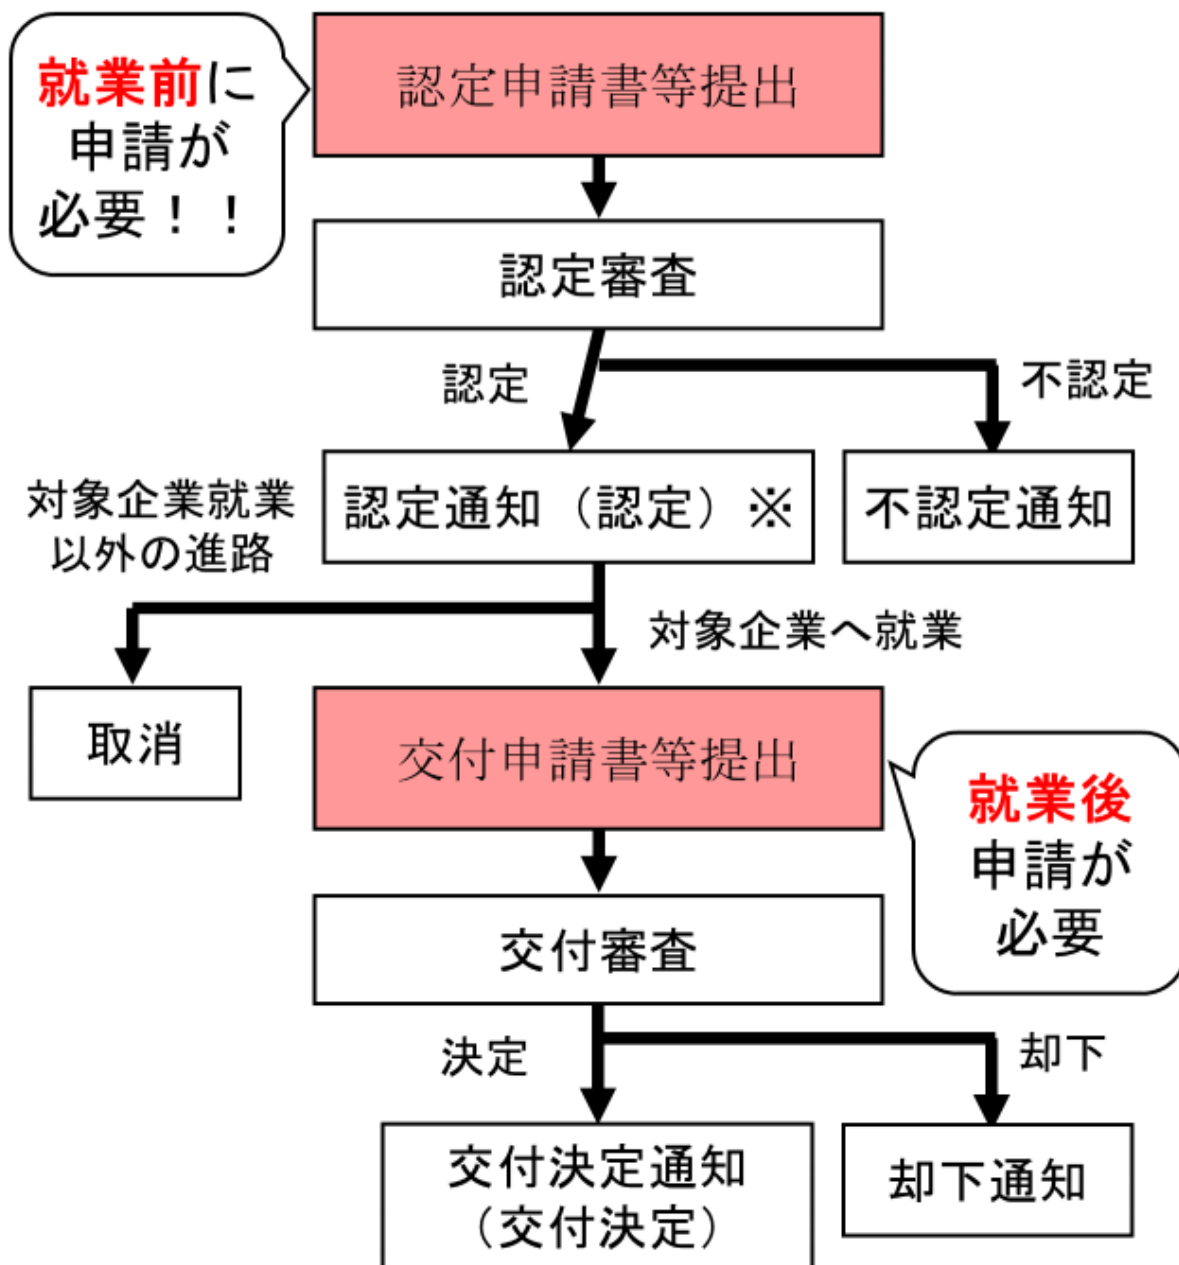 就業前に
申請が
必要！！
認定申請書等提出
認定審査
認定
不認定
認定通知（認定）※
不認定通知
対象企業就業
以外の進路
対象企業へ就業
取消
交付申請書等提出
就業後
申請が
必要
交付審査
決定
却下
交付決定通知
（交付決定）
却下通知